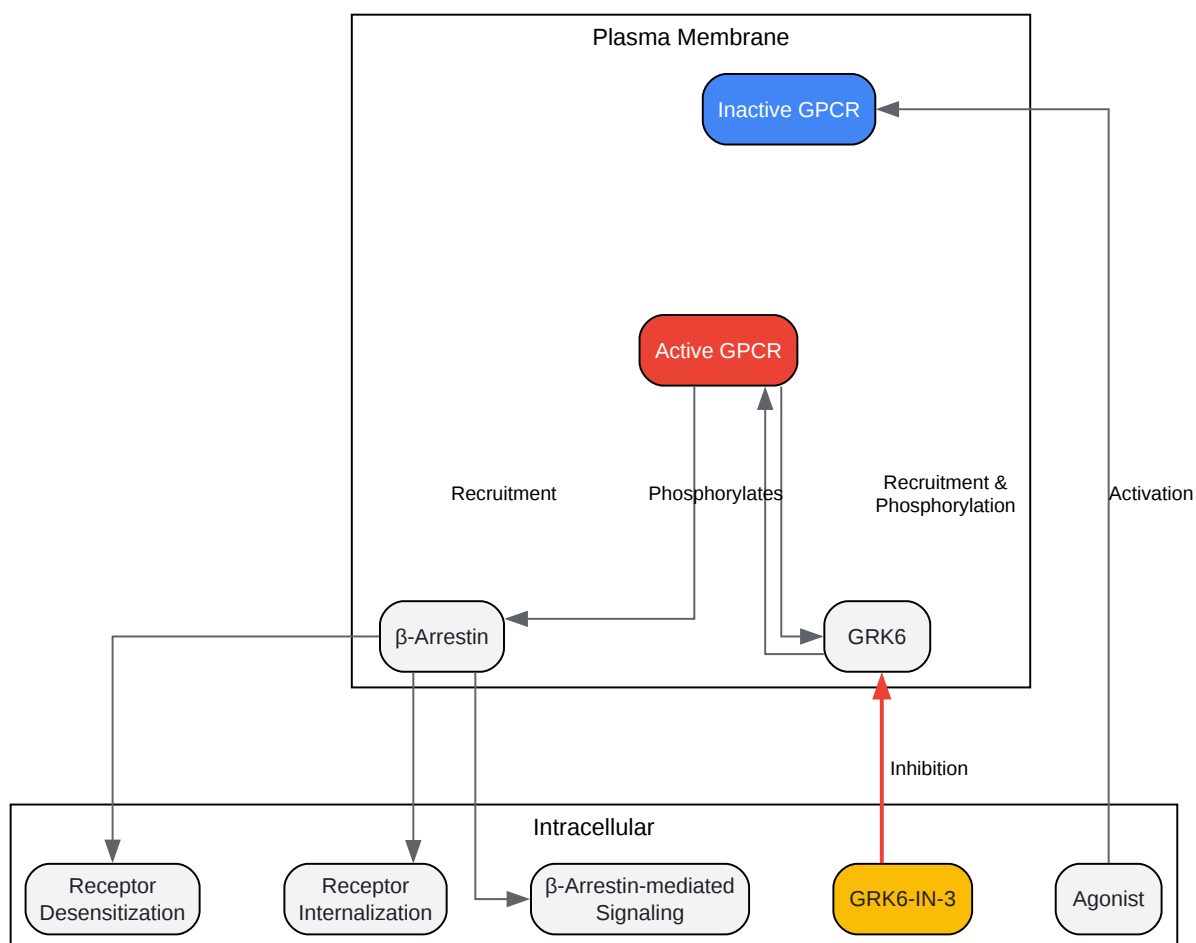 Plasma Membrane
Inactive GPCR
Active GPCR
Recruitment
Phosphorylates
Recruitment &
Phosphorylation
Activation
β-Arrestin
GRK6
Inhibition
Intracellular
Receptor
Desensitization
Receptor
Internalization
β-Arrestin-mediated
Signaling
GRK6-IN-3
Agonist